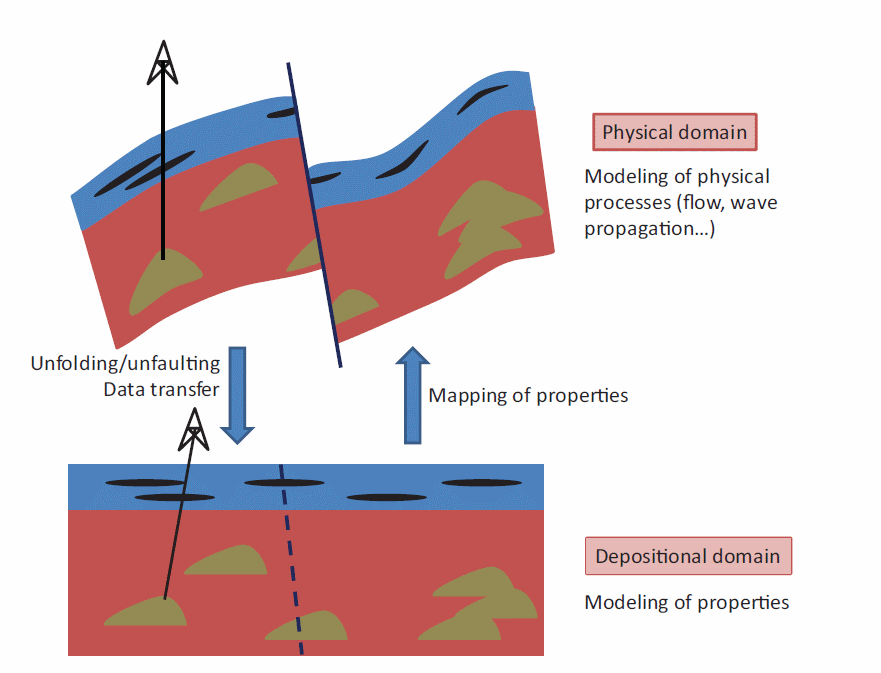 Physical domain
Modeling of physical
processes (flow, wave
propagation...)
Unfolding/unfaulting
Data transfer
Mapping of properties
Depositional domain
Modeling of properties